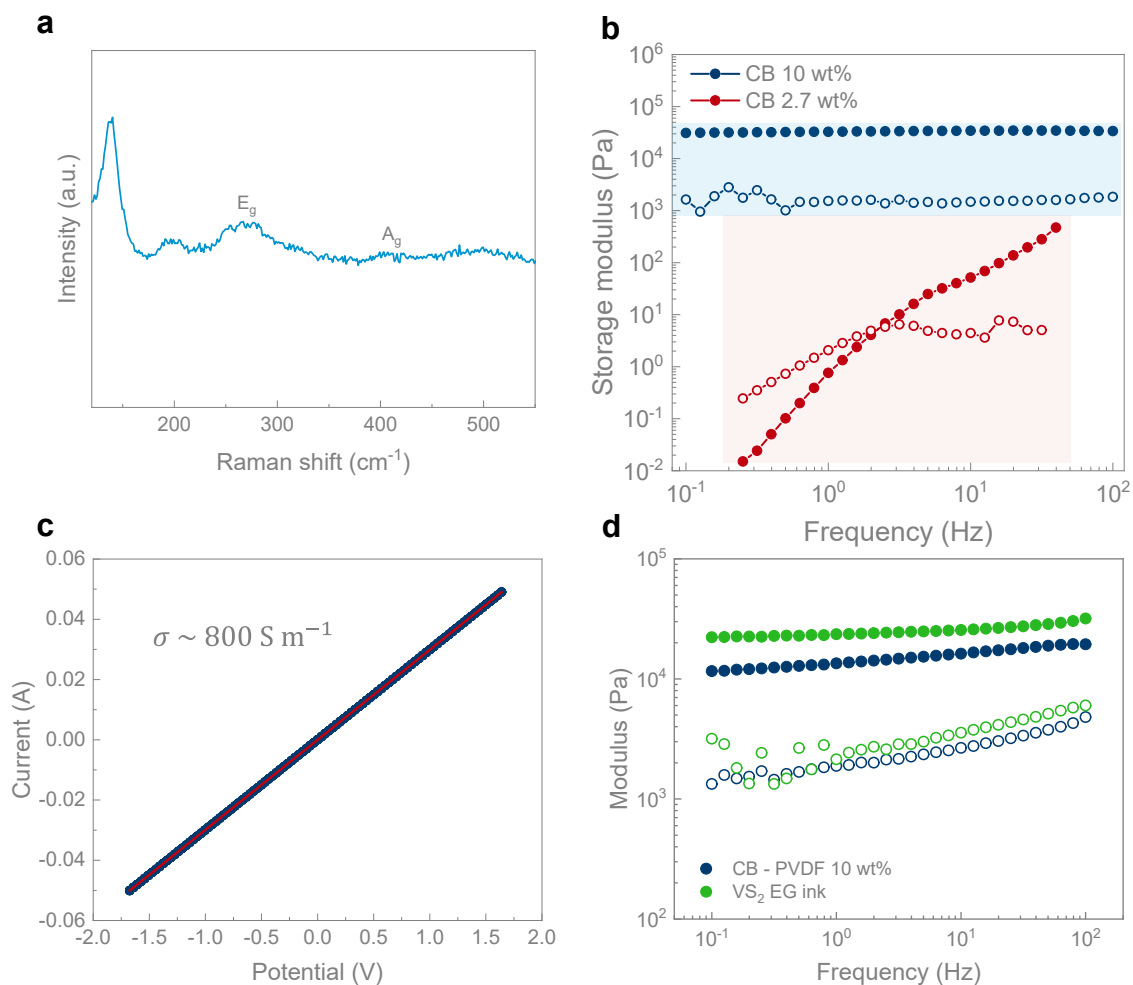 a
Intensity (a.u.)
E_g
A_g
200 300 400 500
Raman shift (cm⁻¹)
b
CB 10 wt%
CB 2.7 wt%
Storage modulus (Pa)
10⁶
10⁵
10⁴
10³
10²
10¹
10⁰
10⁻¹
10⁻²
10⁻¹ 10⁰ 10¹ 10²
Frequency (Hz)
c
σ ~ 800 S m⁻¹
Current (A)
0.06
0.04
0.02
0.00
-0.02
-0.04
-0.06
-2.0 -1.5 -1.0 -0.5 0.0 0.5 1.0 1.5 2.0
Potential (V)
d
Modulus (Pa)
10⁵
10⁴
10³
10²
CB - PVDF 10 wt%
VS₂ EG ink
10⁻¹ 10⁰ 10¹ 10²
Frequency (Hz)